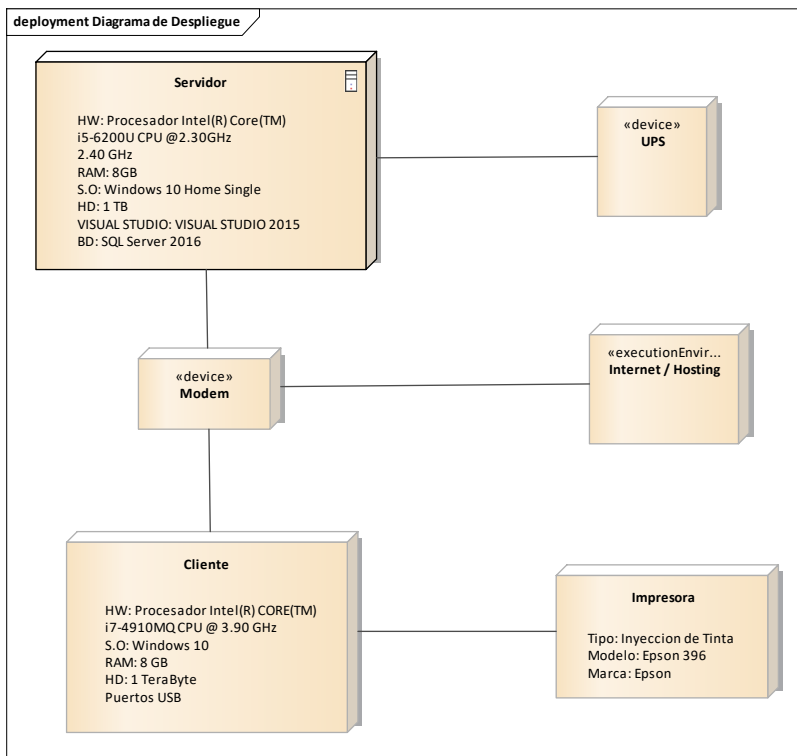 deployment Diagrama de Despliegue
Servidor
HW: Procesador Intel(R) Core(TM)
i5-6200U CPU @2.30GHz
2.40 GHz
RAM: 8GB
S.O: Windows 10 Home Single
HD: 1 TB
VISUAL STUDIO: VISUAL STUDIO 2015
BD: SQL Server 2016
«device»
UPS
«device»
Modem
«executionEnvir...
Internet / Hosting
Cliente
HW: Procesador Intel(R) CORE(TM)
i7-4910MQ CPU @ 3.90 GHz
S.O: Windows 10
RAM: 8 GB
HD: 1 TeraByte
Puertos USB
Impresora
Tipo: Inyeccion de Tinta
Modelo: Epson 396
Marca: Epson